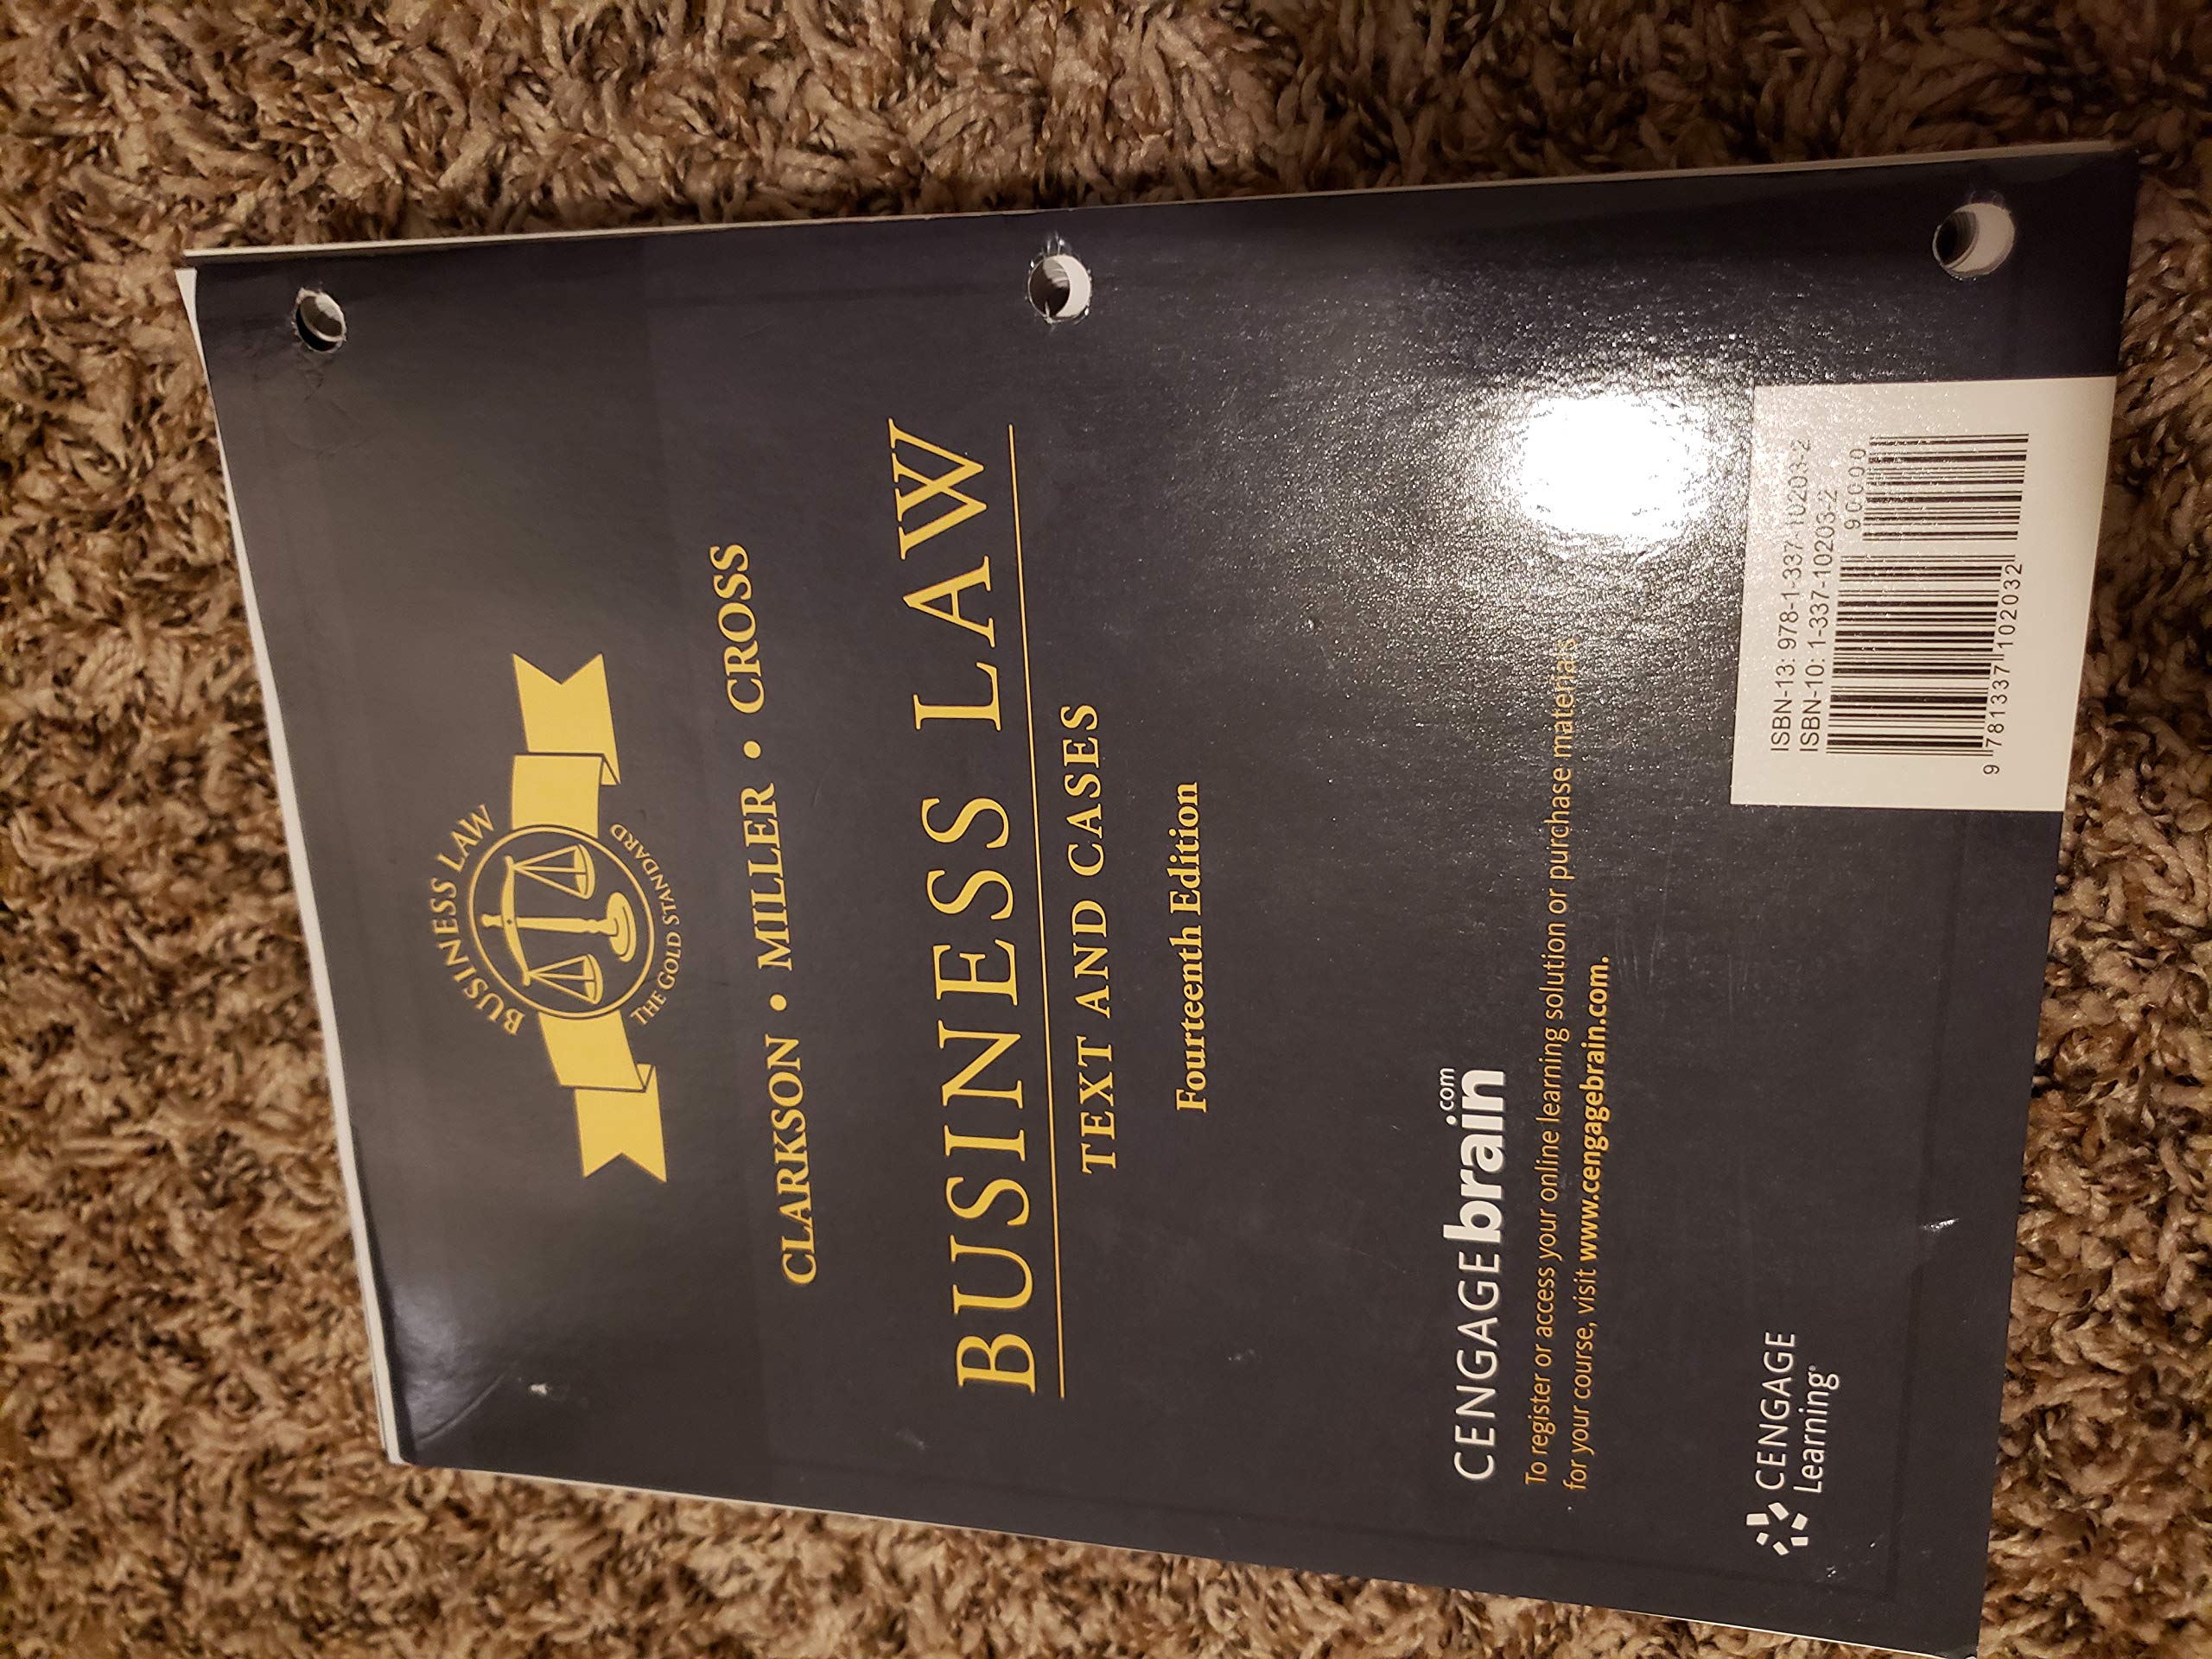 BUSINESS LAW
THE GOLD STANDARD
CLARKSON • MILLER • CROSS
BUSINESS LAW
TEXT AND CASES
Fourteenth Edition
CENGAGEbrain.com
To register or access your online learning solution or purchase materials
for your course, visit www.cengagebrain.com.
CENGAGE
Learning®
ISBN-13: 978-1-337-10203-2
ISBN-10: 1-337-10203-2
90000
9 781337 102032